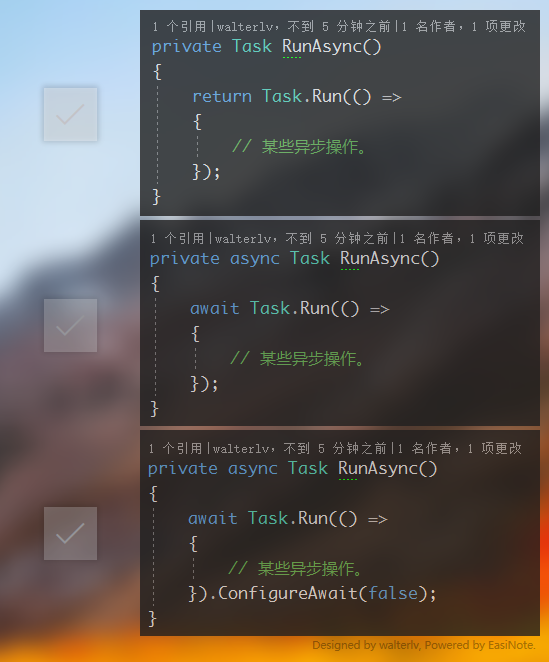 1 个引用|walterlv，不到 5 分钟之前|1 名作者，1 项更改
private Task RunAsync()
{
    return Task.Run(() =>
    {
        // 某些异步操作。
    });
}
1 个引用|walterlv，不到 5 分钟之前|1 名作者，1 项更改
private async Task RunAsync()
{
    await Task.Run(() =>
    {
        // 某些异步操作。
    });
}
1 个引用|walterlv，不到 5 分钟之前|1 名作者，1 项更改
private async Task RunAsync()
{
    await Task.Run(() =>
    {
        // 某些异步操作。
    }).ConfigureAwait(false);
}
Designed by walterlv, Powered by EasiNote.